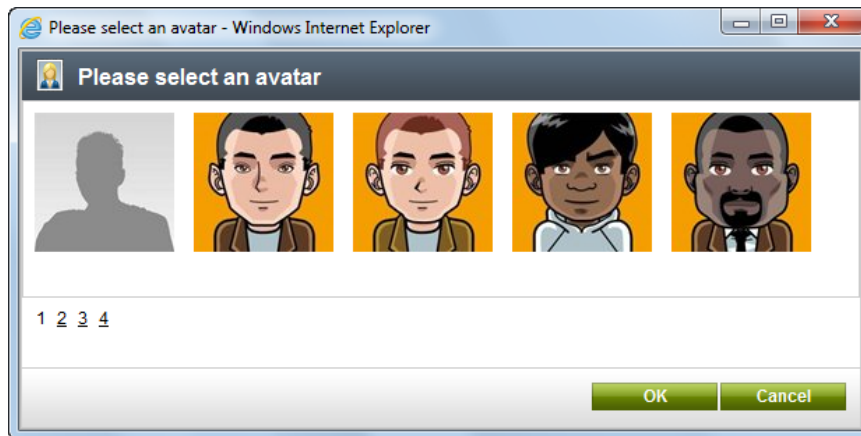 Please select an avatar - Windows Internet Explorer
Please select an avatar
1 2 3 4
OK Cancel